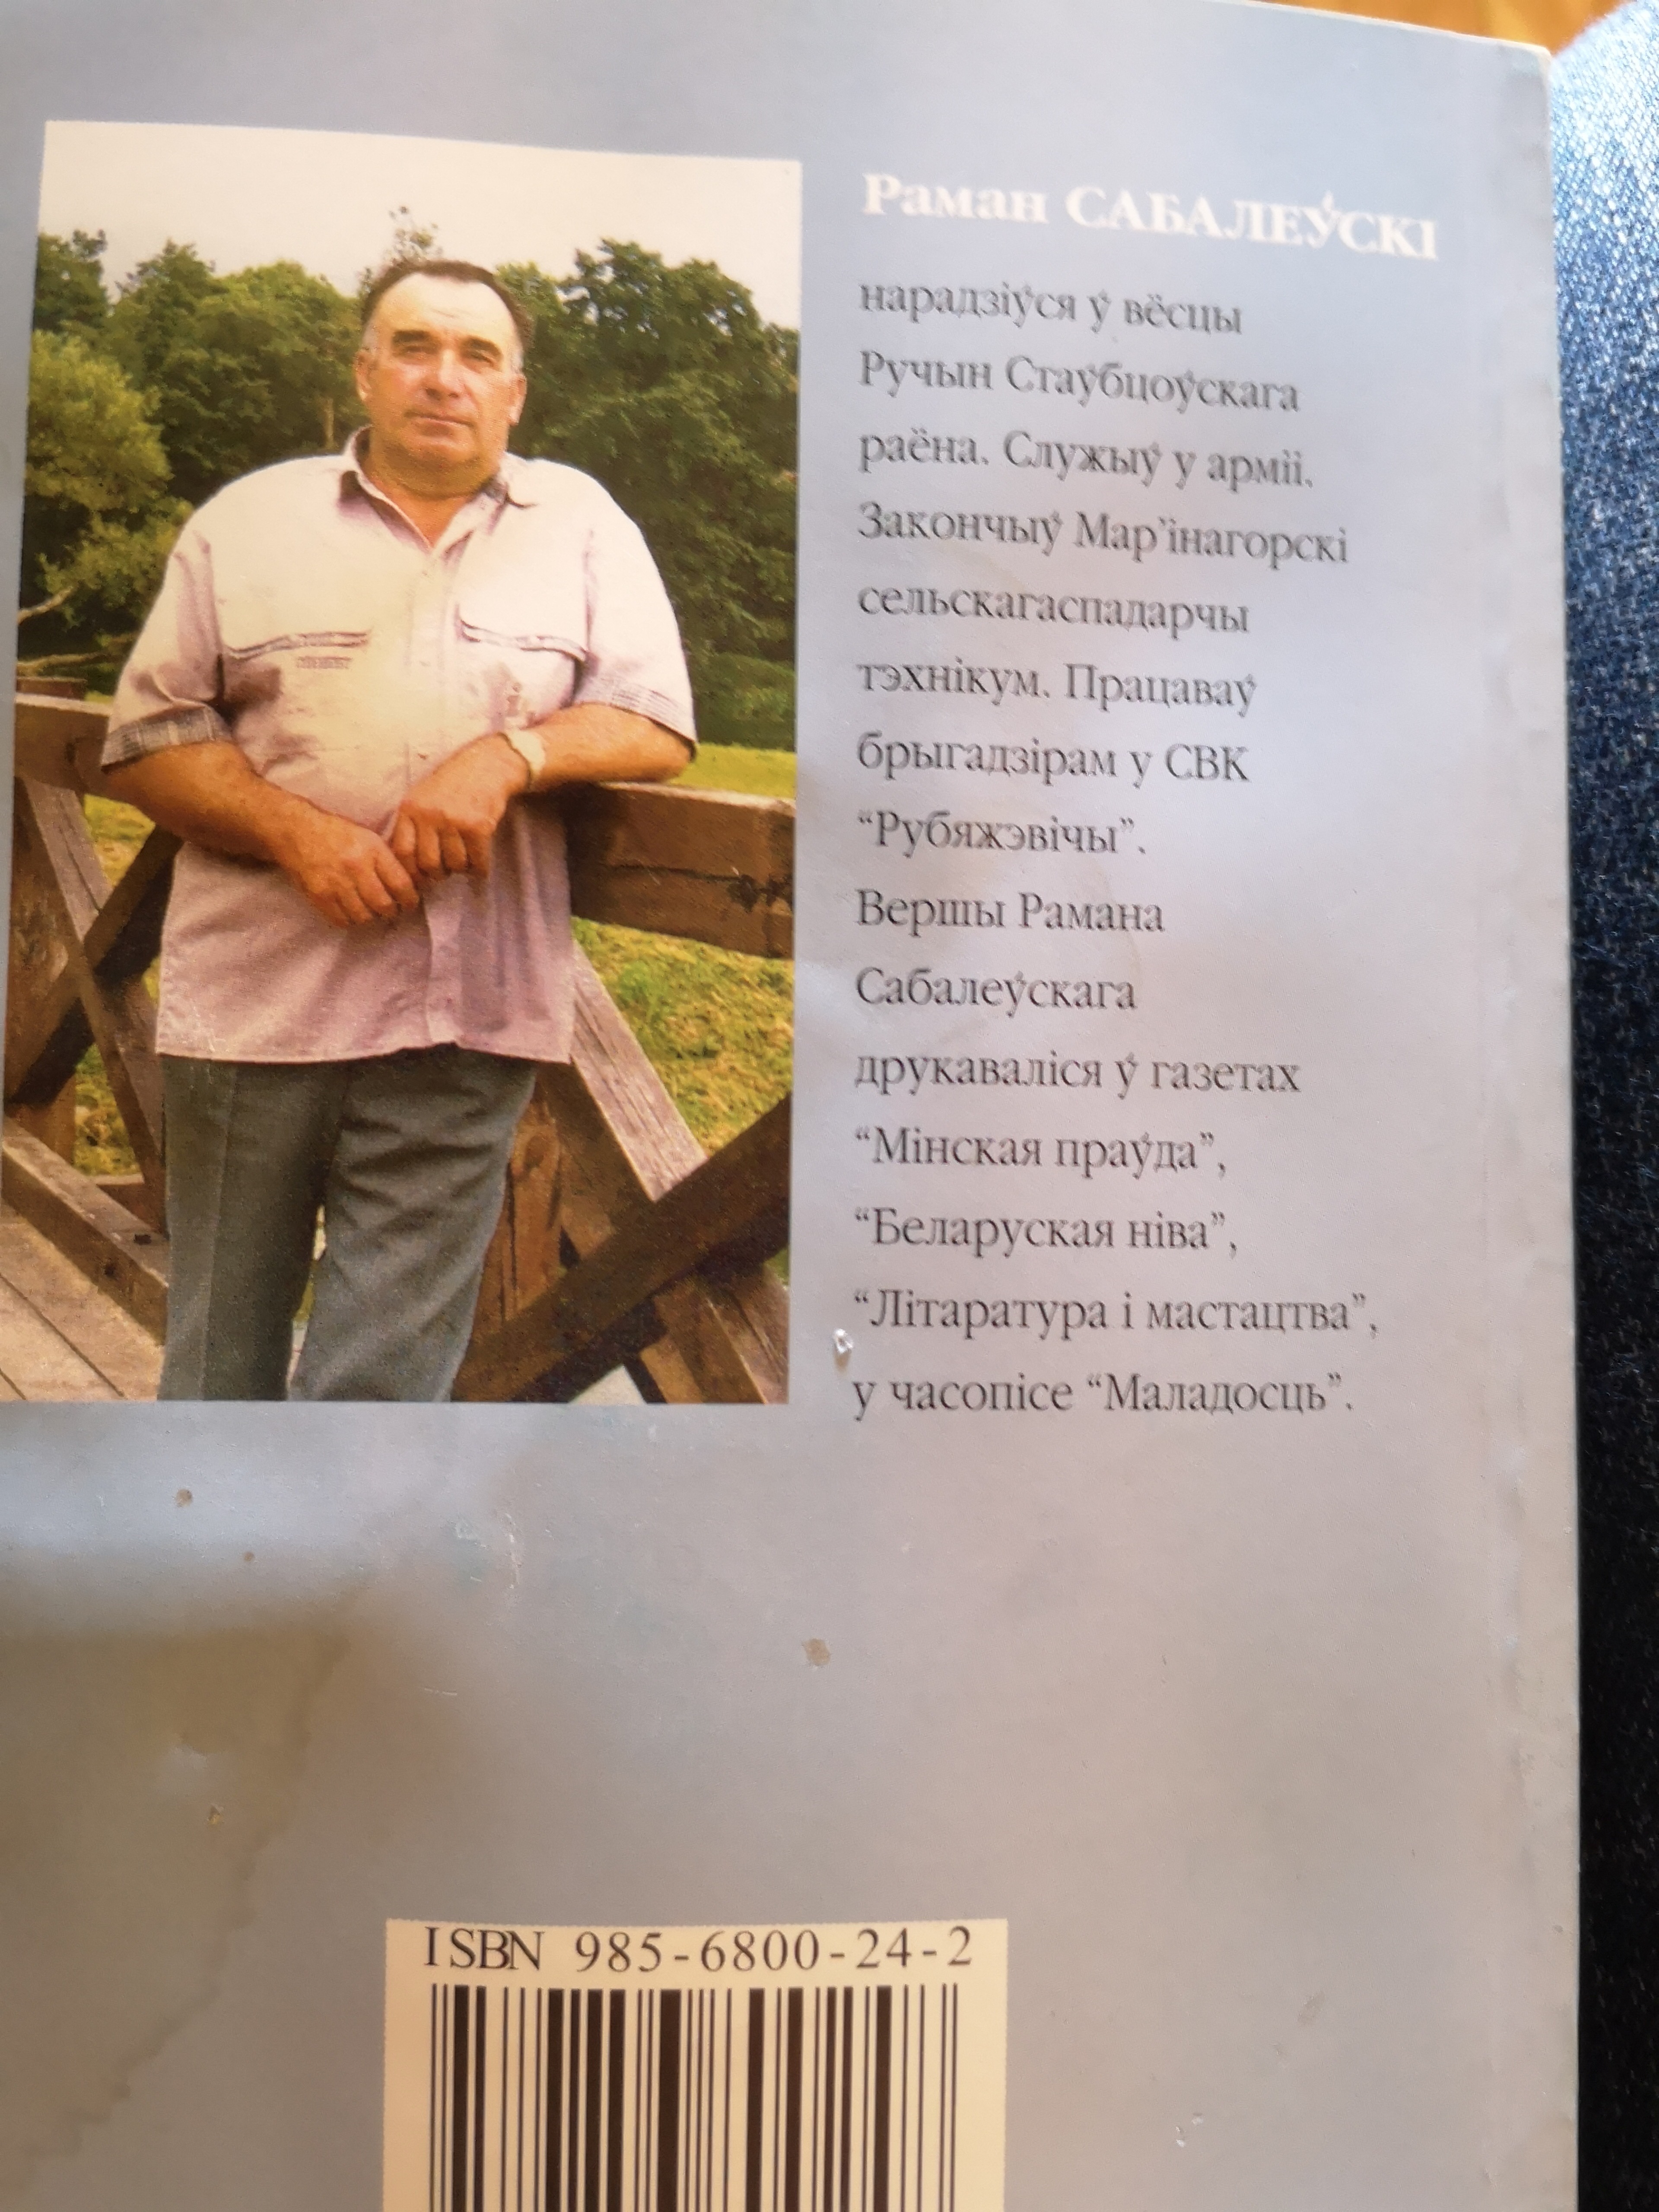 Раман САБАЛЕЎСКІ
нарадзіўся ў вёсцы
Ручын Стаўбцоўскага
раёна. Служыў у арміі.
Закончыў Мар’інагорскі
сельскагаспадарчы
тэхнікум. Працаваў
брыгадзірам у СВК
“Рубяжэвічы”.
Вершы Рамана
Сабалеўскага
друкаваліся ў газетах
“Мінская праўда”,
“Беларуская ніва”,
“Літаратура і мастацтва”,
у часопісе “Маладосць”.
ISBN 985-6800-24-2